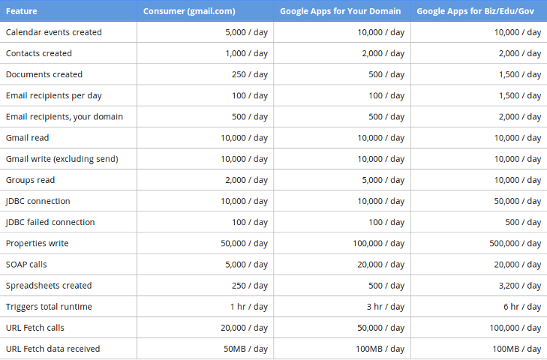 Feature Consumer (gmail.com) Google Apps for Your Domain Google Apps for Biz/Edu/Gov
Calendar events created 5,000 / day 10,000 / day 10,000 / day
Contacts created 1,000 / day 2,000 / day 2,000 / day
Documents created 250 / day 500 / day 1,500 / day
Email recipients per day 100 / day 100 / day 1,500 / day
Email recipients, your domain 500 / day 500 / day 2,000 / day
Gmail read 10,000 / day 10,000 / day 10,000 / day
Gmail write (excluding send) 10,000 / day 10,000 / day 10,000 / day
Groups read 2,000 / day 5,000 / day 10,000 / day
JDBC connection 10,000 / day 10,000 / day 50,000 / day
JDBC failed connection 100 / day 100 / day 500 / day
Properties write 50,000 / day 100,000 / day 500,000 / day
SOAP calls 5,000 / day 20,000 / day 20,000 / day
Spreadsheets created 250 / day 500 / day 3,200 / day
Triggers total runtime 1 hr / day 3 hr / day 6 hr / day
URL Fetch calls 20,000 / day 50,000 / day 100,000 / day
URL Fetch data received 50MB / day 100MB / day 100MB / day